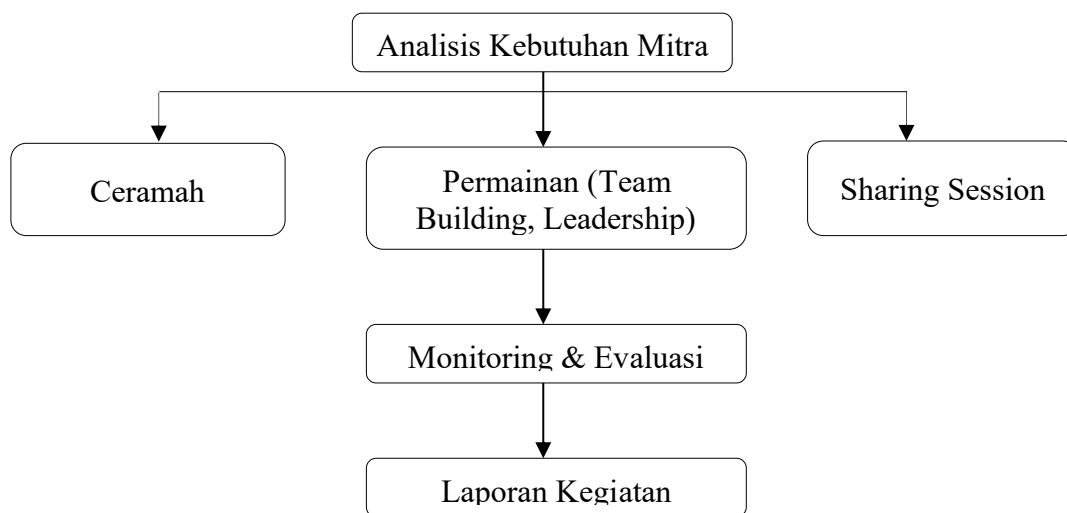 Analisis Kebutuhan Mitra
Ceramah
Permainan (Team
Building, Leadership)
Sharing Session
Monitoring & Evaluasi
Laporan Kegiatan